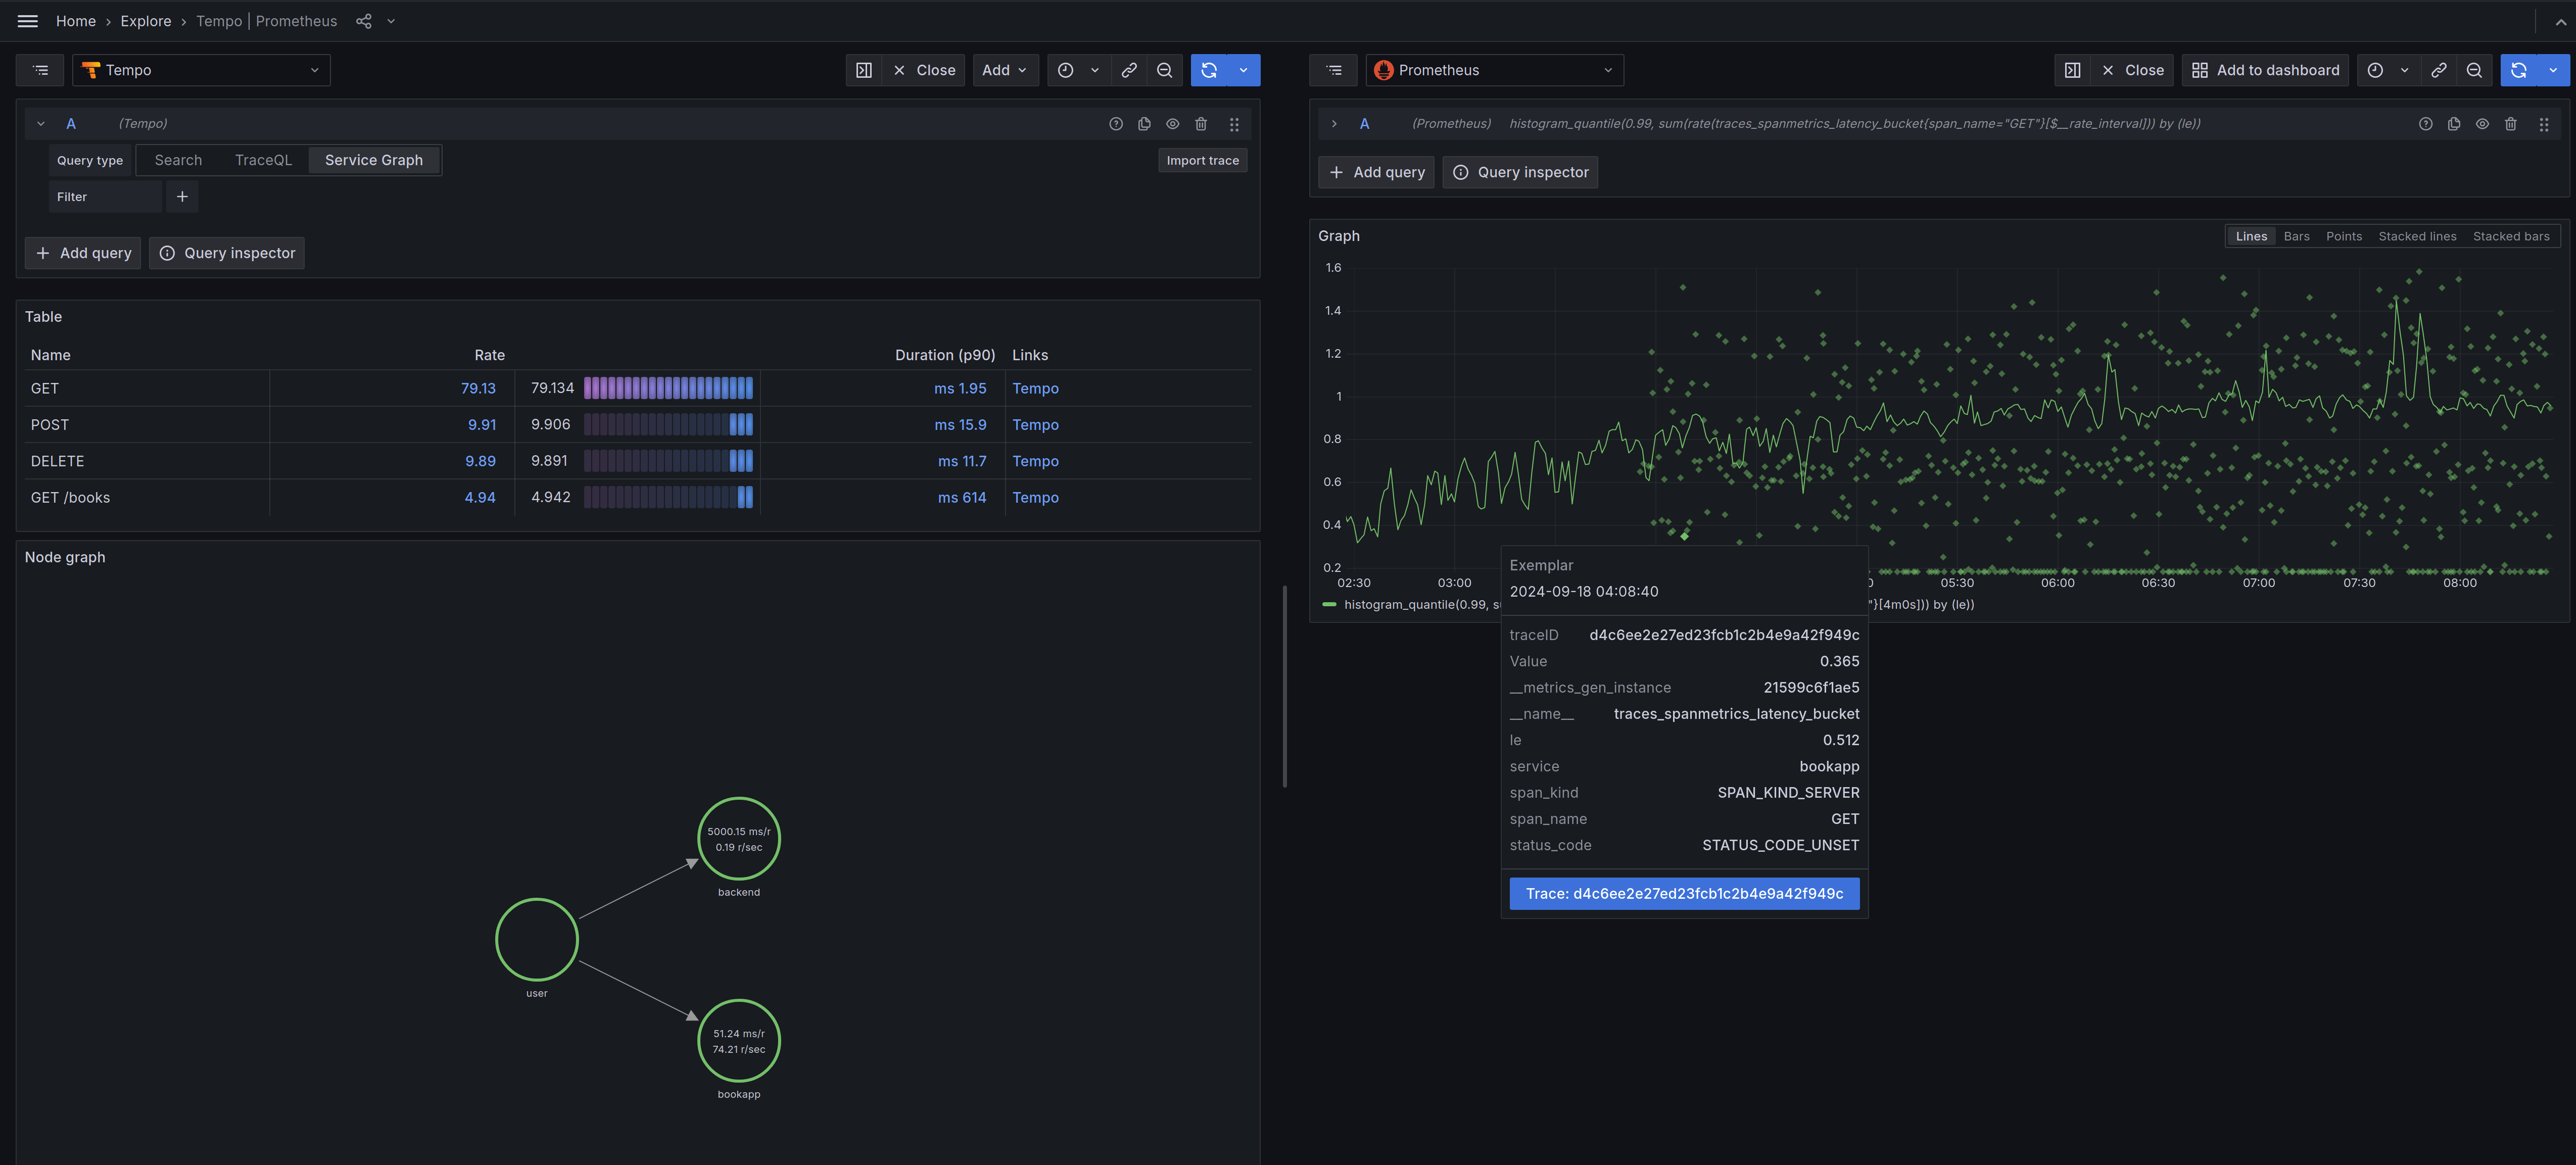 Home › Explore › Tempo | Prometheus
Tempo
Close
Add
A (Tempo)
Query type Search TraceQL Service Graph Import trace
Filter
Add query Query inspector
Table
Name Rate Duration (p90) Links
GET 79.13 79.134 ms 1.95 Tempo
POST 9.91 9.906 ms 15.9 Tempo
DELETE 9.89 9.891 ms 11.7 Tempo
GET /books 4.94 4.942 ms 614 Tempo
Node graph
5000.15 ms/r
0.19 r/sec
backend
user
51.24 ms/r
74.21 r/sec
bookapp
Prometheus
Close
Add to dashboard
A (Prometheus) histogram_quantile(0.99, sum(rate(traces_spanmetrics_latency_bucket{span_name="GET"}[$__rate_interval])) by (le))
Add query Query inspector
Graph
Lines Bars Points Stacked lines Stacked bars
1.6
1.4
1.2
1
0.8
0.6
0.4
0.2
02:30 03:00 05:30 06:00 06:30 07:00 07:30 08:00
histogram_quantile(0.99, "}[4m0s])) by (le))
Exemplar
2024-09-18 04:08:40
traceID d4c6ee2e27ed23fcb1c2b4e9a42f949c
Value 0.365
__metrics_gen_instance 21599c6f1ae5
__name__ traces_spanmetrics_latency_bucket
le 0.512
service bookapp
span_kind SPAN_KIND_SERVER
span_name GET
status_code STATUS_CODE_UNSET
Trace: d4c6ee2e27ed23fcb1c2b4e9a42f949c